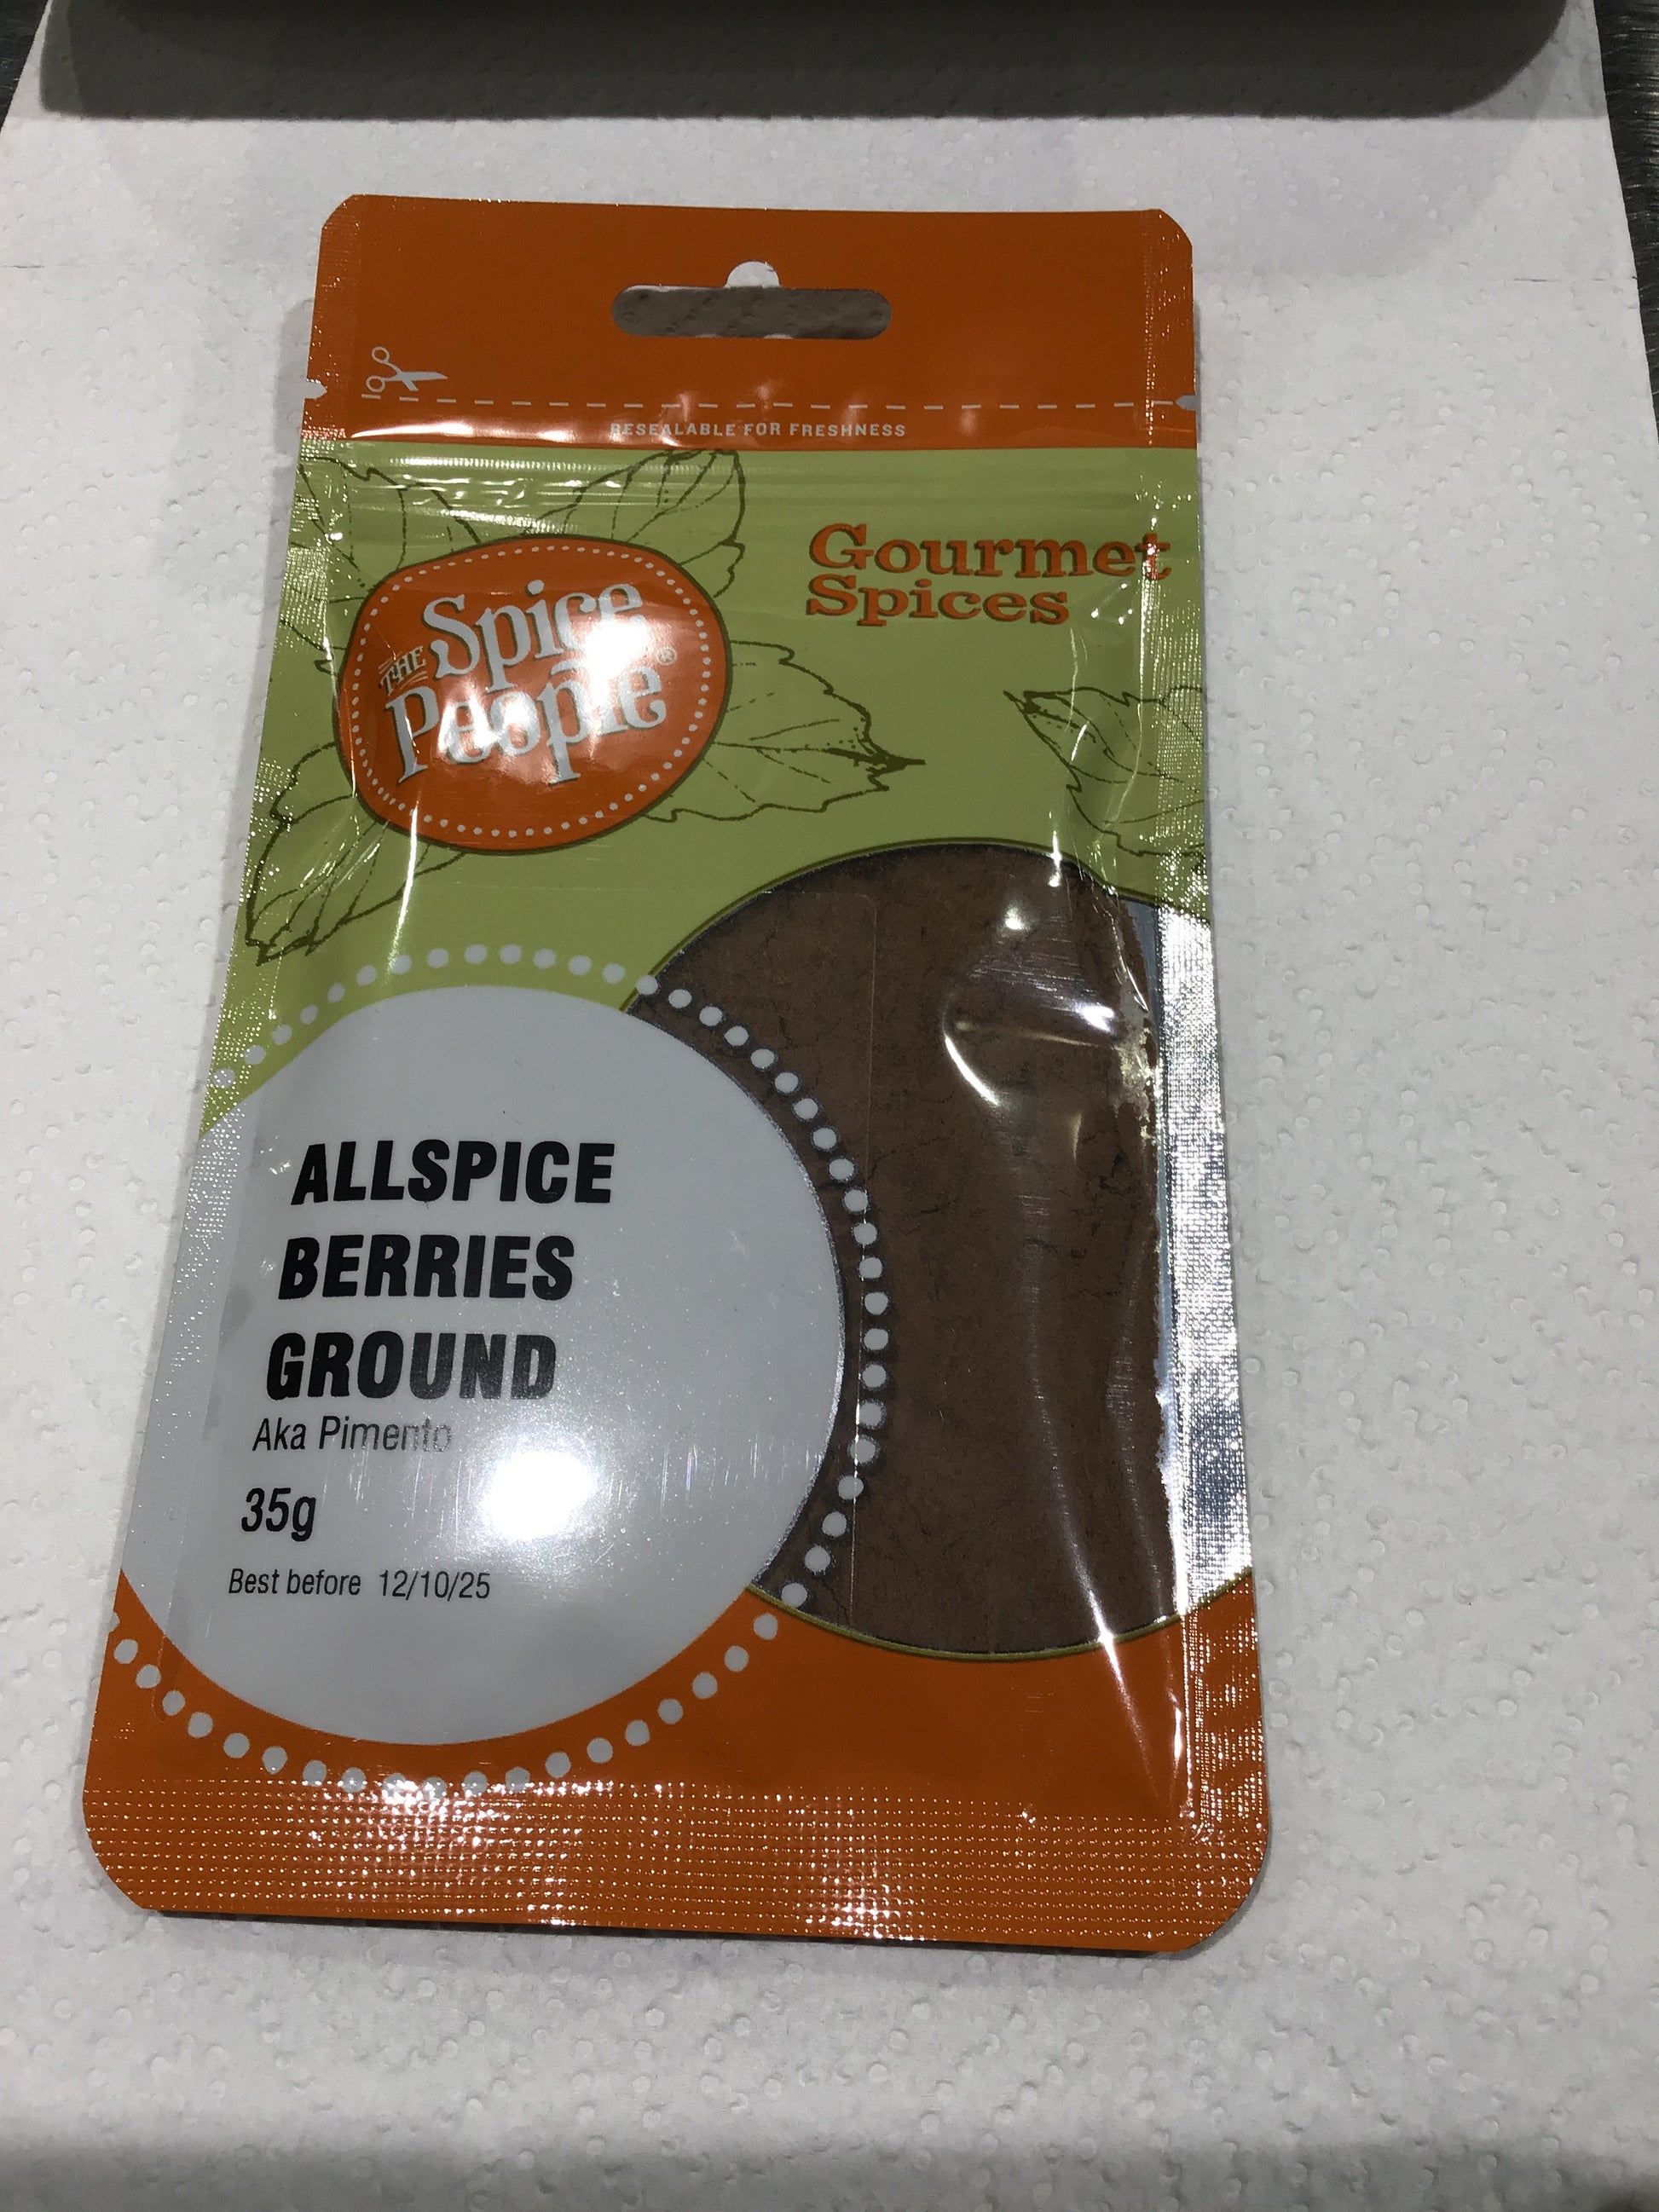 RESEALABLE FOR FRESHNESS
Gourmet
Spices
THE Spice
People®
ALLSPICE
BERRIES
GROUND
Aka Pimento
35g
Best before 12/10/25